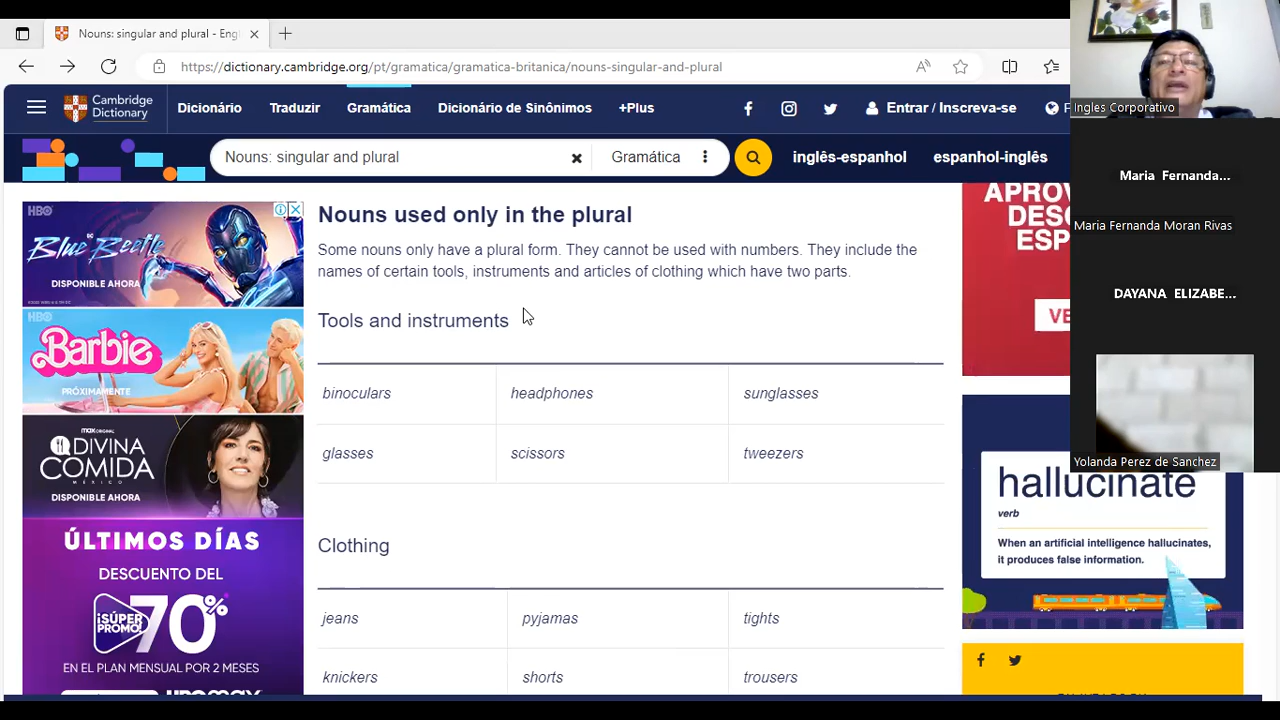 Nouns: singular and plural - Engl
https://dictionary.cambridge.org/pt/gramatica/gramatica-britanica/nouns-singular-and-plural
Cambridge
Dictionary
Dicionário
Traduzir
Gramática
Dicionário de Sinônimos
+Plus
Entrar / Inscreva-se
Nouns: singular and plural
Gramática
inglês-espanhol
espanhol-inglês
HBO
DC
BLUE BEETLE
DISPONIBLE AHORA
HBO
Barbie
PRÓXIMAMENTE
max ORIGINAL
DIVINA
COMIDA
MÉXICO
DISPONIBLE AHORA
ÚLTIMOS DÍAS
DESCUENTO DEL
¡SÚPER
PROMO!
70%
EN EL PLAN MENSUAL POR 2 MESES
Nouns used only in the plural
Some nouns only have a plural form. They cannot be used with numbers. They include the
names of certain tools, instruments and articles of clothing which have two parts.
Tools and instruments
binoculars
headphones
sunglasses
glasses
scissors
tweezers
Clothing
jeans
pyjamas
tights
knickers
shorts
trousers
hallucinate
verb
When an artificial intelligence hallucinates,
it produces false information.
Ingles Corporativo
Maria Fernanda...
Maria Fernanda Moran Rivas
DAYANA ELIZABE...
Yolanda Perez de Sanchez